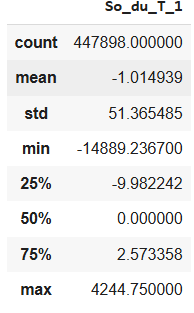 So_du_T_1
count 447898.000000
mean -1.014939
std 51.365485
min -14889.236700
25% -9.982242
50% 0.000000
75% 2.573358
max 4244.750000